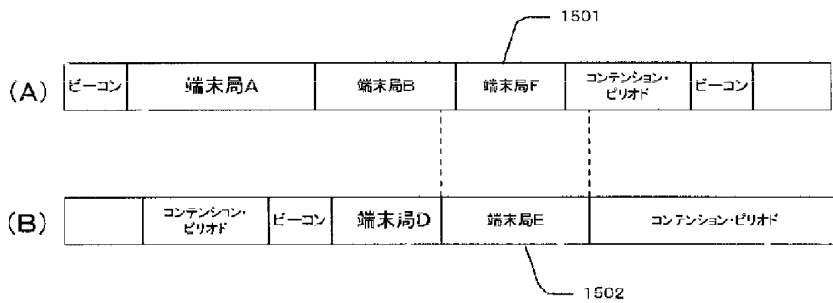 1501
(A)
ビーコン
端末局A
端末局B
端末局F
コンテンション・
ピリオド
ビーコン
(B)
コンテンション・
ピリオド
ビーコン
端末局D
端末局E
コンテンション・ピリオド
1502